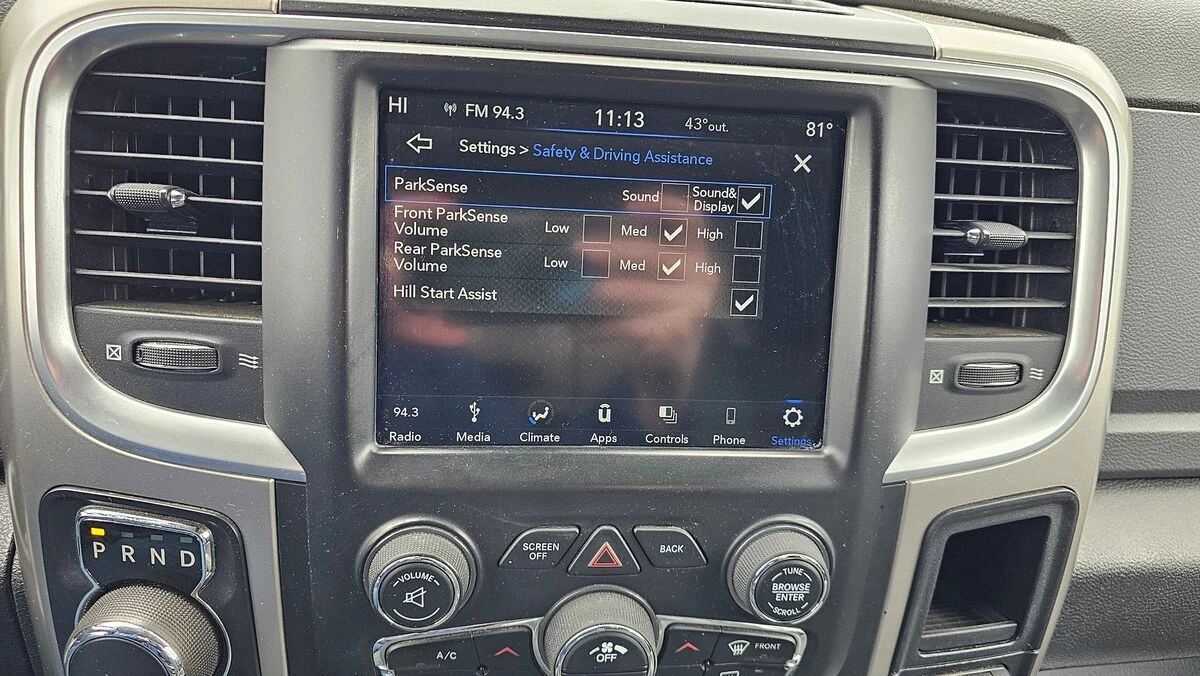 HI FM 94.3 11:13 43°out. 81°
Settings > Safety & Driving Assistance
ParkSense Sound Sound& Display
Front ParkSense Volume Low Med High
Rear ParkSense Volume Low Med High
Hill Start Assist
94.3
Radio Media Climate Apps Controls Phone Settings
P R N D
SCREEN OFF
BACK
VOLUME
TUNE
BROWSE
ENTER
SCROLL
A/C
OFF
FRONT